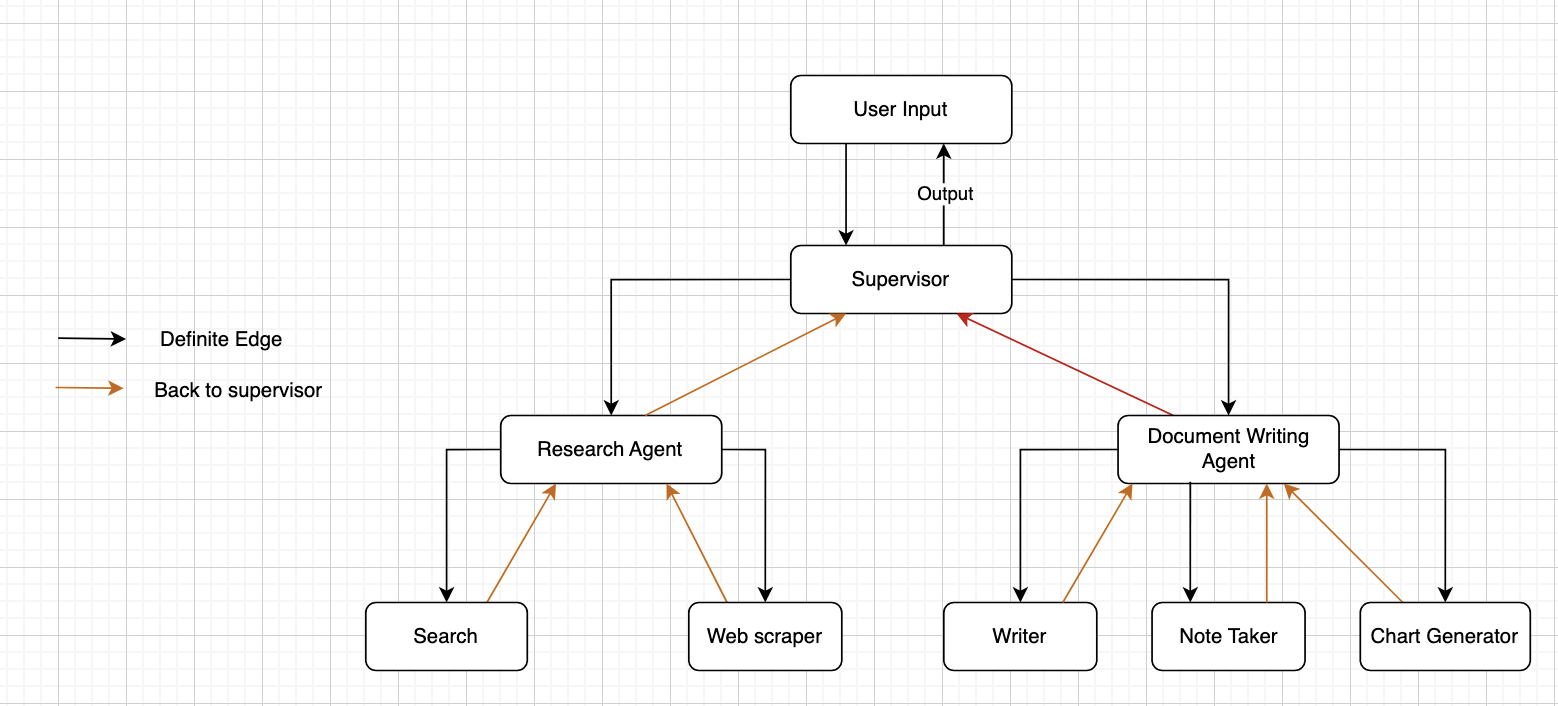 User Input
Output
Supervisor
Definite Edge
Back to supervisor
Research Agent
Document Writing
Agent
Search
Web scraper
Writer
Note Taker
Chart Generator